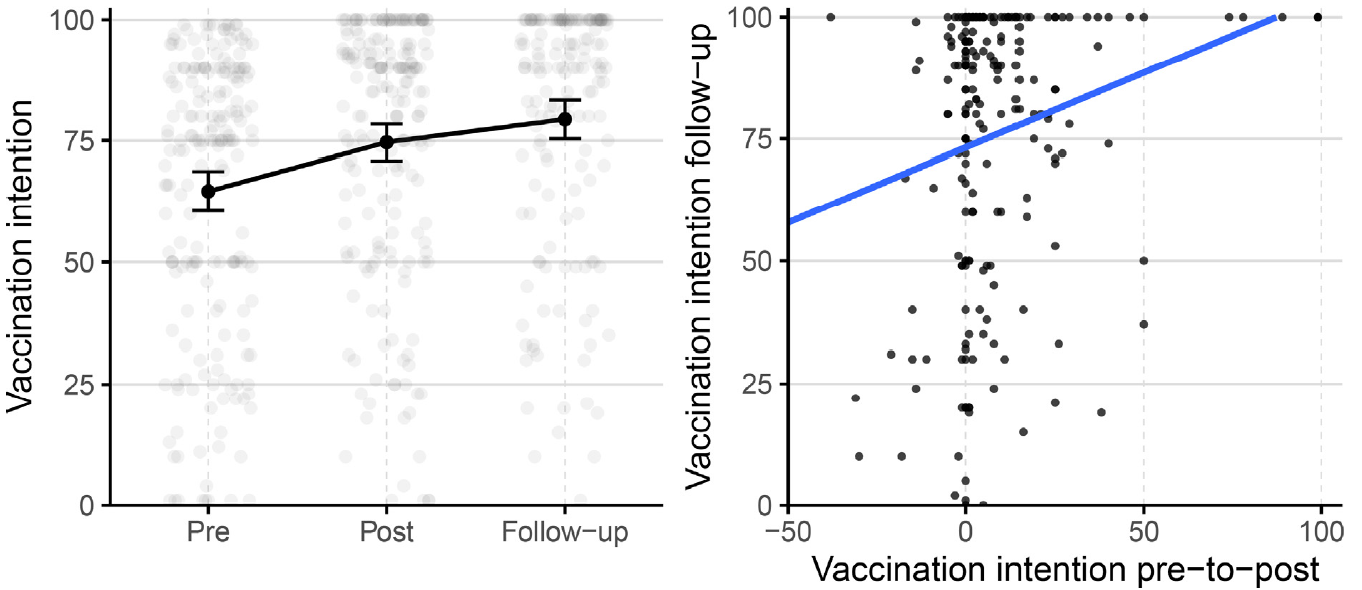 Vaccination intention
100
75
50
25
0
Pre
Post
Follow−up
Vaccination intention follow−up
100
75
50
25
0
−50
0
50
100
Vaccination intention pre−to−post